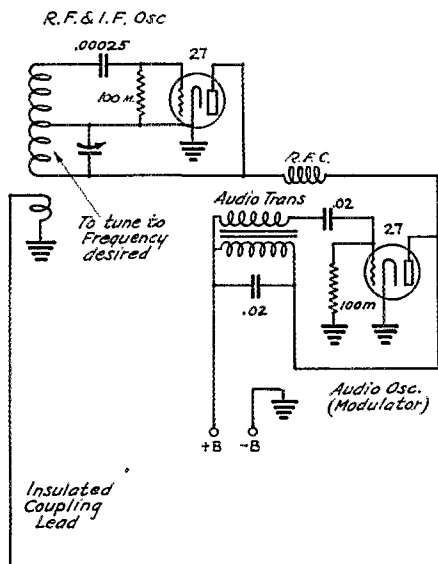 R.F. & I.F. Osc
.00025
27
100 M.
R.F.C.
To tune to
Frequency
desired
Audio Trans
.02
27
.02
100m
Audio Osc.
(Modulator)
+B
-B
Insulated
Coupling
Lead